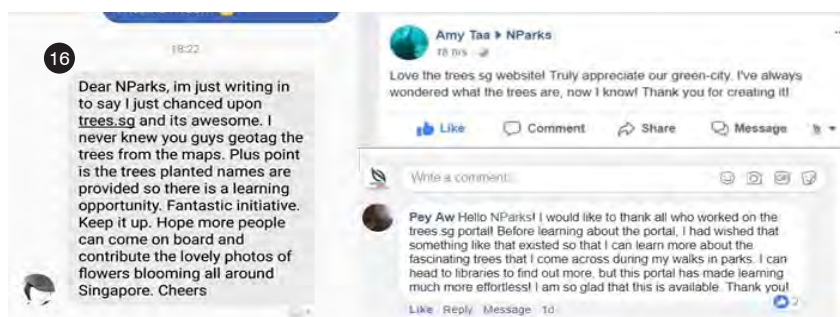 18:22
16
Dear NParks, im just writing in
to say I just chanced upon
trees.sg and its awesome. I
never knew you guys geotag the
trees from the maps. Plus point
is the trees planted names are
provided so there is a learning
opportunity. Fantastic initiative.
Keep it up. Hope more people
can come on board and
contribute the lovely photos of
flowers blooming all around
Singapore. Cheers
Amy Taa ▸ NParks
18 hrs
Love the trees sg website! Truly appreciate our green-city. I've always
wondered what the trees are, now I know! Thank you for creating it!
Like Comment Share Message
Write a comment...
GIF
Pey Aw Hello NParks! I would like to thank all who worked on the
trees.sg portal! Before learning about the portal, I had wished that
something like that existed so that I can learn more about the
fascinating trees that I come across during my walks in parks. I can
head to libraries to find out more, but this portal has made learning
much more effortless! I am so glad that this is available. Thank you!
2
Like Reply Message 1d